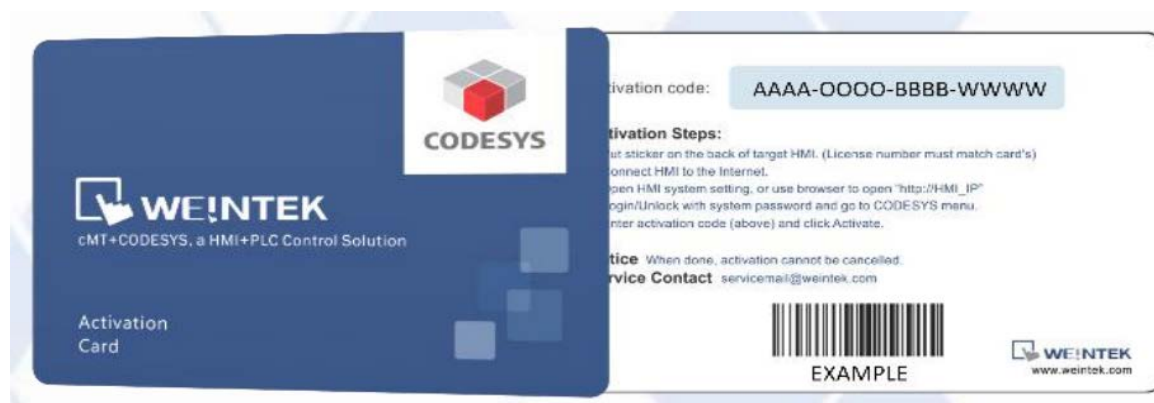 CODESYS
WEINTEK
cMT+CODESYS, a HMI+PLC Control Solution
Activation
Card
tivation code: AAAA-OOOO-BBBB-WWWW
tivation Steps:
ut sticker on the back of target HMI. (License number must match card's)
onnect HMI to the Internet.
pen HMI system setting, or use browser to open "http://HMI_IP"
ogin/Unlock with system password and go to CODESYS menu.
nter activation code (above) and click Activate.
tice When done, activation cannot be cancelled.
rvice Contact servicemail@weintek.com
EXAMPLE
WEINTEK
www.weintek.com